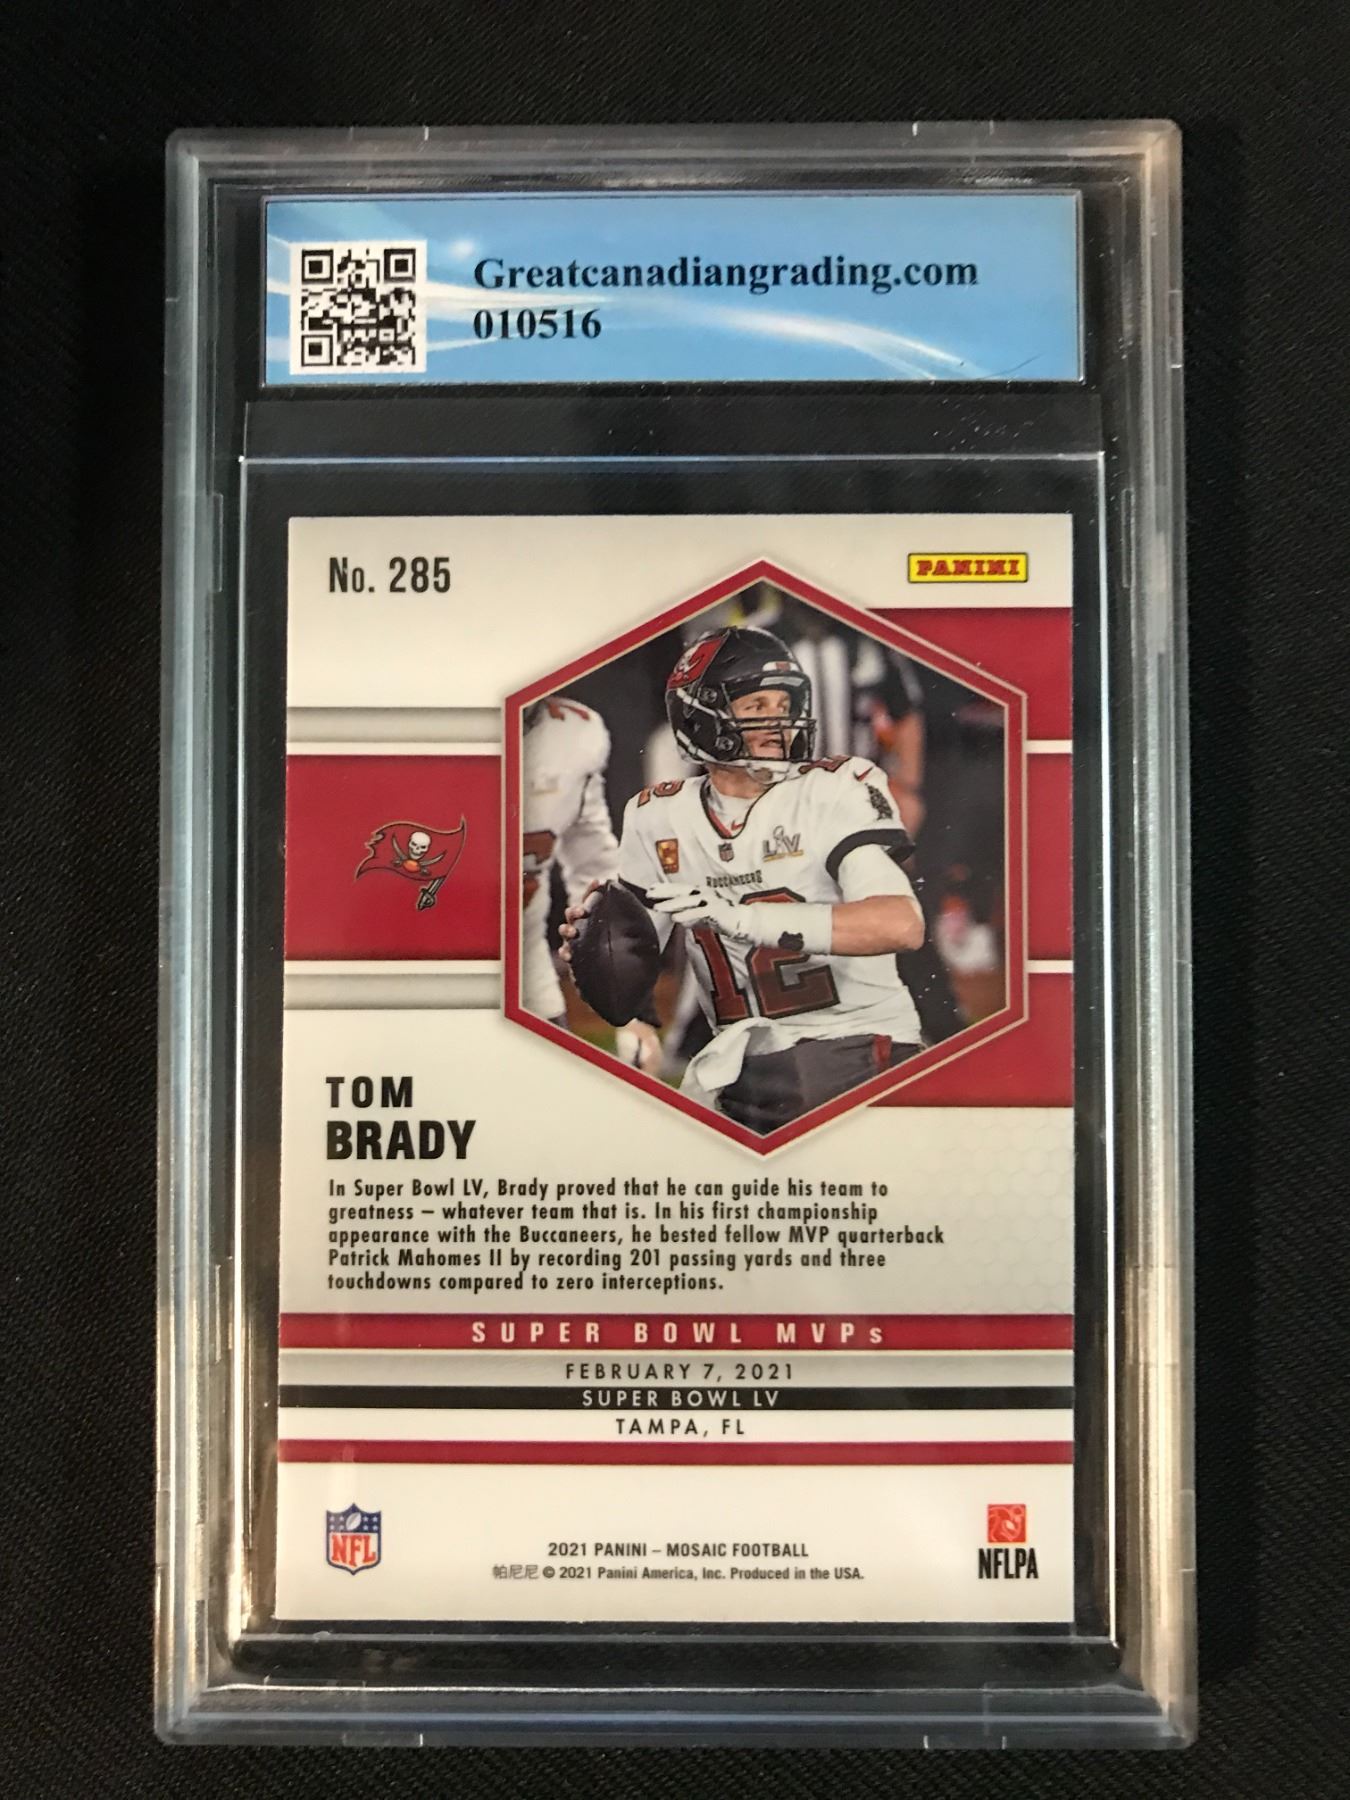 Greatcanadiangrading.com
010516
No. 285
PANINI
12
LV
BUCCANEERS
12
TOM
BRADY
In Super Bowl LV, Brady proved that he can guide his team to
greatness – whatever team that is. In his first championship
appearance with the Buccaneers, he bested fellow MVP quarterback
Patrick Mahomes II by recording 201 passing yards and three
touchdowns compared to zero interceptions.
SUPER BOWL MVPs
FEBRUARY 7, 2021
SUPER BOWL LV
TAMPA, FL
NFL
2021 PANINI – MOSAIC FOOTBALL
帕尼尼 © 2021 Panini America, Inc. Produced in the USA.
NFLPA